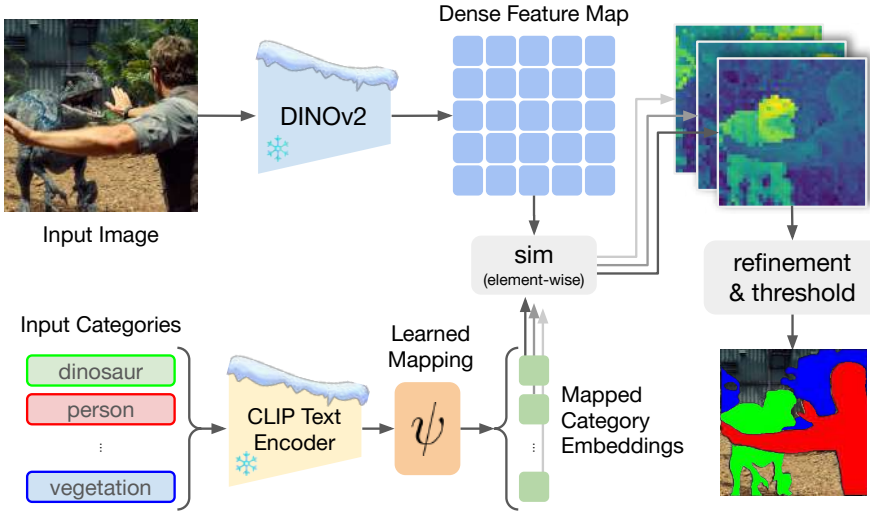 Dense Feature Map
DINOv2
Input Image
sim
(element-wise)
refinement
& threshold
Input Categories
dinosaur
person
...
vegetation
CLIP Text
Encoder
Learned
Mapping
ψ
...
Mapped
Category
Embeddings